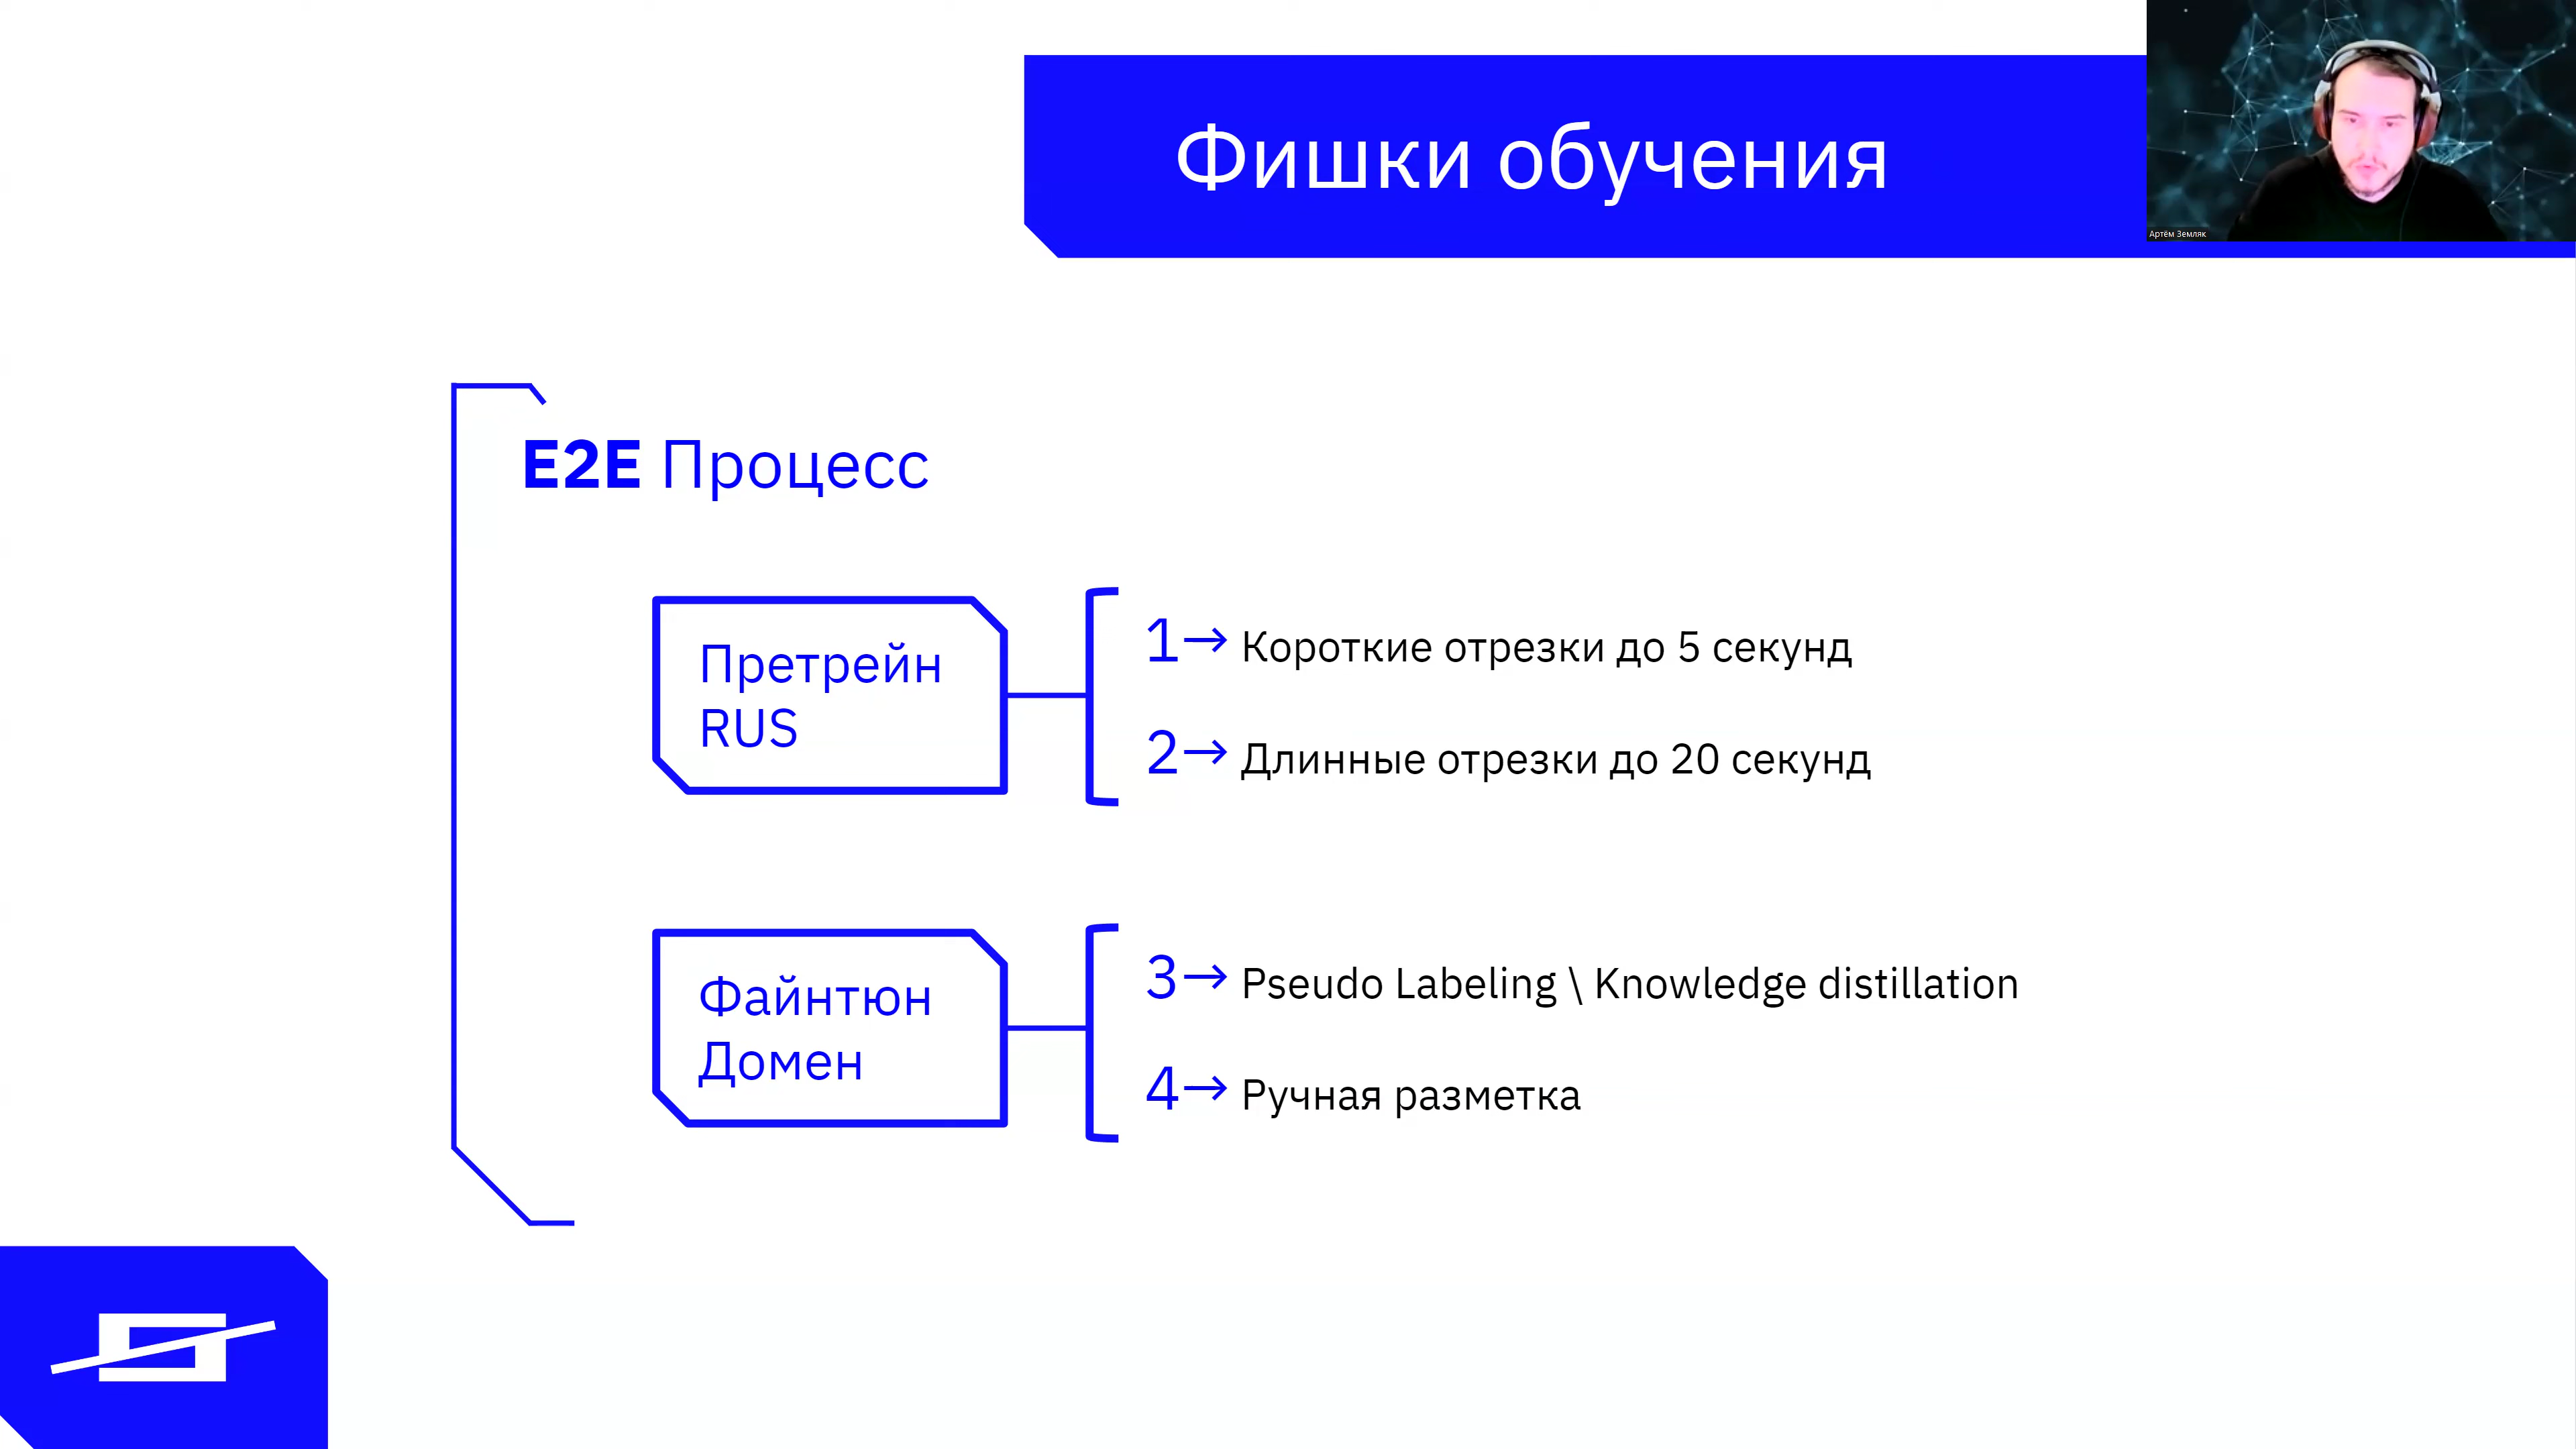 Фишки обучения
Артём Земляк
E2E Процесс
Претрейн
RUS
1→ Короткие отрезки до 5 секунд
2→ Длинные отрезки до 20 секунд
Файнтюн
Домен
3→ Pseudo Labeling \ Knowledge distillation
4→ Ручная разметка